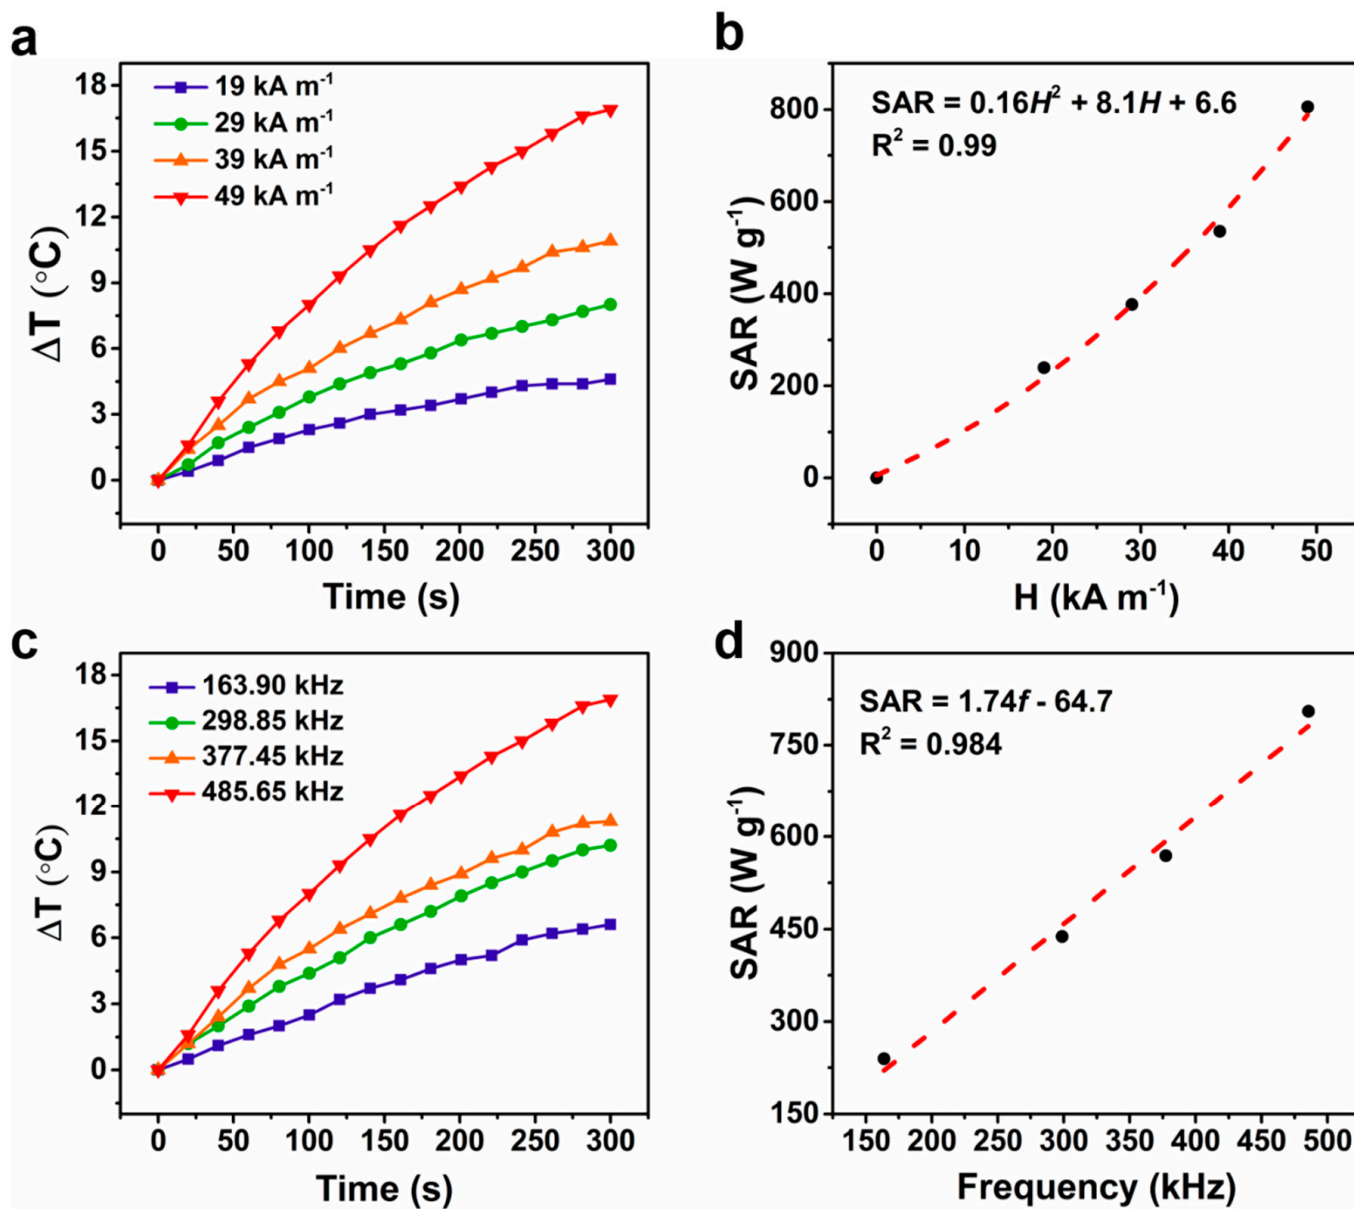 a
18
15
12
9
6
3
0
ΔT (°C)
19 kA m⁻¹
29 kA m⁻¹
39 kA m⁻¹
49 kA m⁻¹
0 50 100 150 200 250 300
Time (s)
b
800
600
400
200
0
SAR (W g⁻¹)
SAR = 0.16H² + 8.1H + 6.6
R² = 0.99
0 10 20 30 40 50
H (kA m⁻¹)
c
18
15
12
9
6
3
0
ΔT (°C)
163.90 kHz
298.85 kHz
377.45 kHz
485.65 kHz
0 50 100 150 200 250 300
Time (s)
d
900
750
600
450
300
150
SAR (W g⁻¹)
SAR = 1.74f - 64.7
R² = 0.984
150 200 250 300 350 400 450 500
Frequency (kHz)